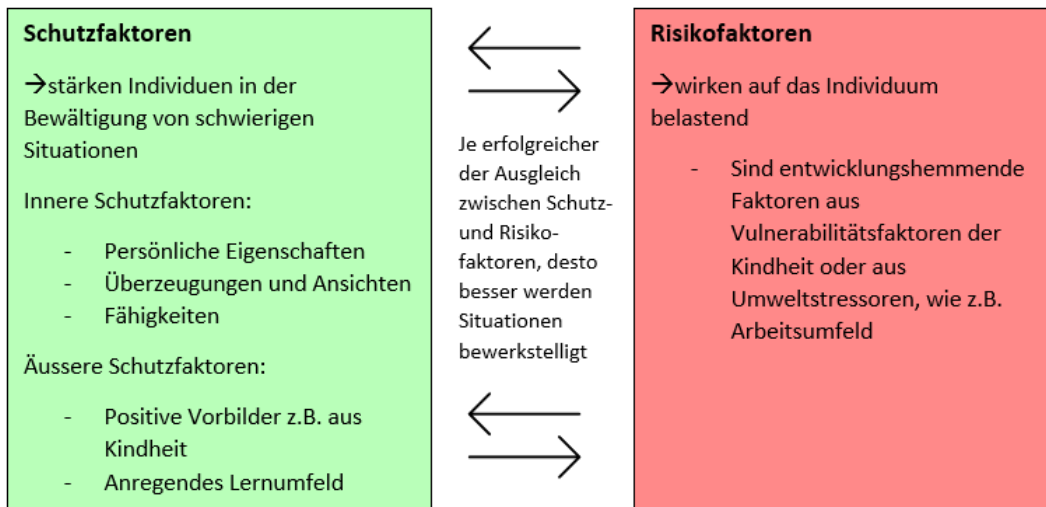 Schutzfaktoren
→stärken Individuen in der
Bewältigung von schwierigen
Situationen
Innere Schutzfaktoren:
- Persönliche Eigenschaften
- Überzeugungen und Ansichten
- Fähigkeiten
Äussere Schutzfaktoren:
- Positive Vorbilder z.B. aus
Kindheit
- Anregendes Lernumfeld
Je erfolgreicher
der Ausgleich
zwischen Schutz-
und Risiko-
faktoren, desto
besser werden
Situationen
bewerkstelligt
Risikofaktoren
→wirken auf das Individuum
belastend
- Sind entwicklungshemmende
Faktoren aus
Vulnerabilitätsfaktoren der
Kindheit oder aus
Umweltstressoren, wie z.B.
Arbeitsumfeld